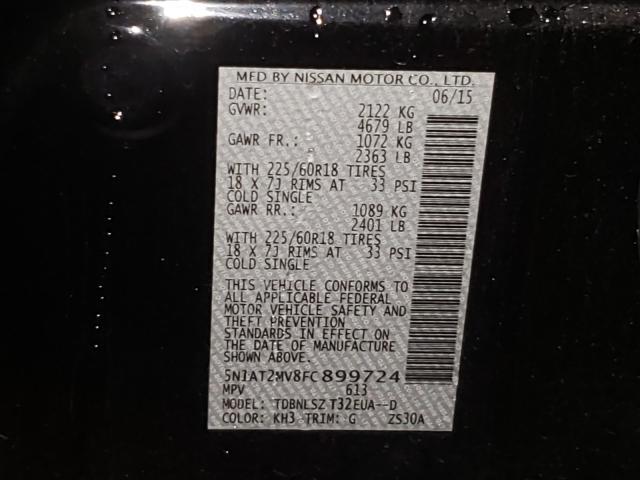 MFD BY NISSAN MOTOR CO., LTD.
DATE: 06/15
GVWR: 2122 KG
4679 LB
GAWR FR.: 1072 KG
2363 LB
WITH 225/60R18 TIRES
18 X 7J RIMS AT 33 PSI
COLD SINGLE
GAWR RR.: 1089 KG
2401 LB
WITH 225/60R18 TIRES
18 X 7J RIMS AT 33 PSI
COLD SINGLE
THIS VEHICLE CONFORMS TO
ALL APPLICABLE FEDERAL
MOTOR VEHICLE SAFETY AND
THEFT PREVENTION
STANDARDS IN EFFECT ON
THE DATE OF MANUFACTURE
SHOWN ABOVE.
5N1AT2MV8FC899724
MPV 613
MODEL: TDBNLSZ T32EUA--D
COLOR: KH3 TRIM: G ZS30A